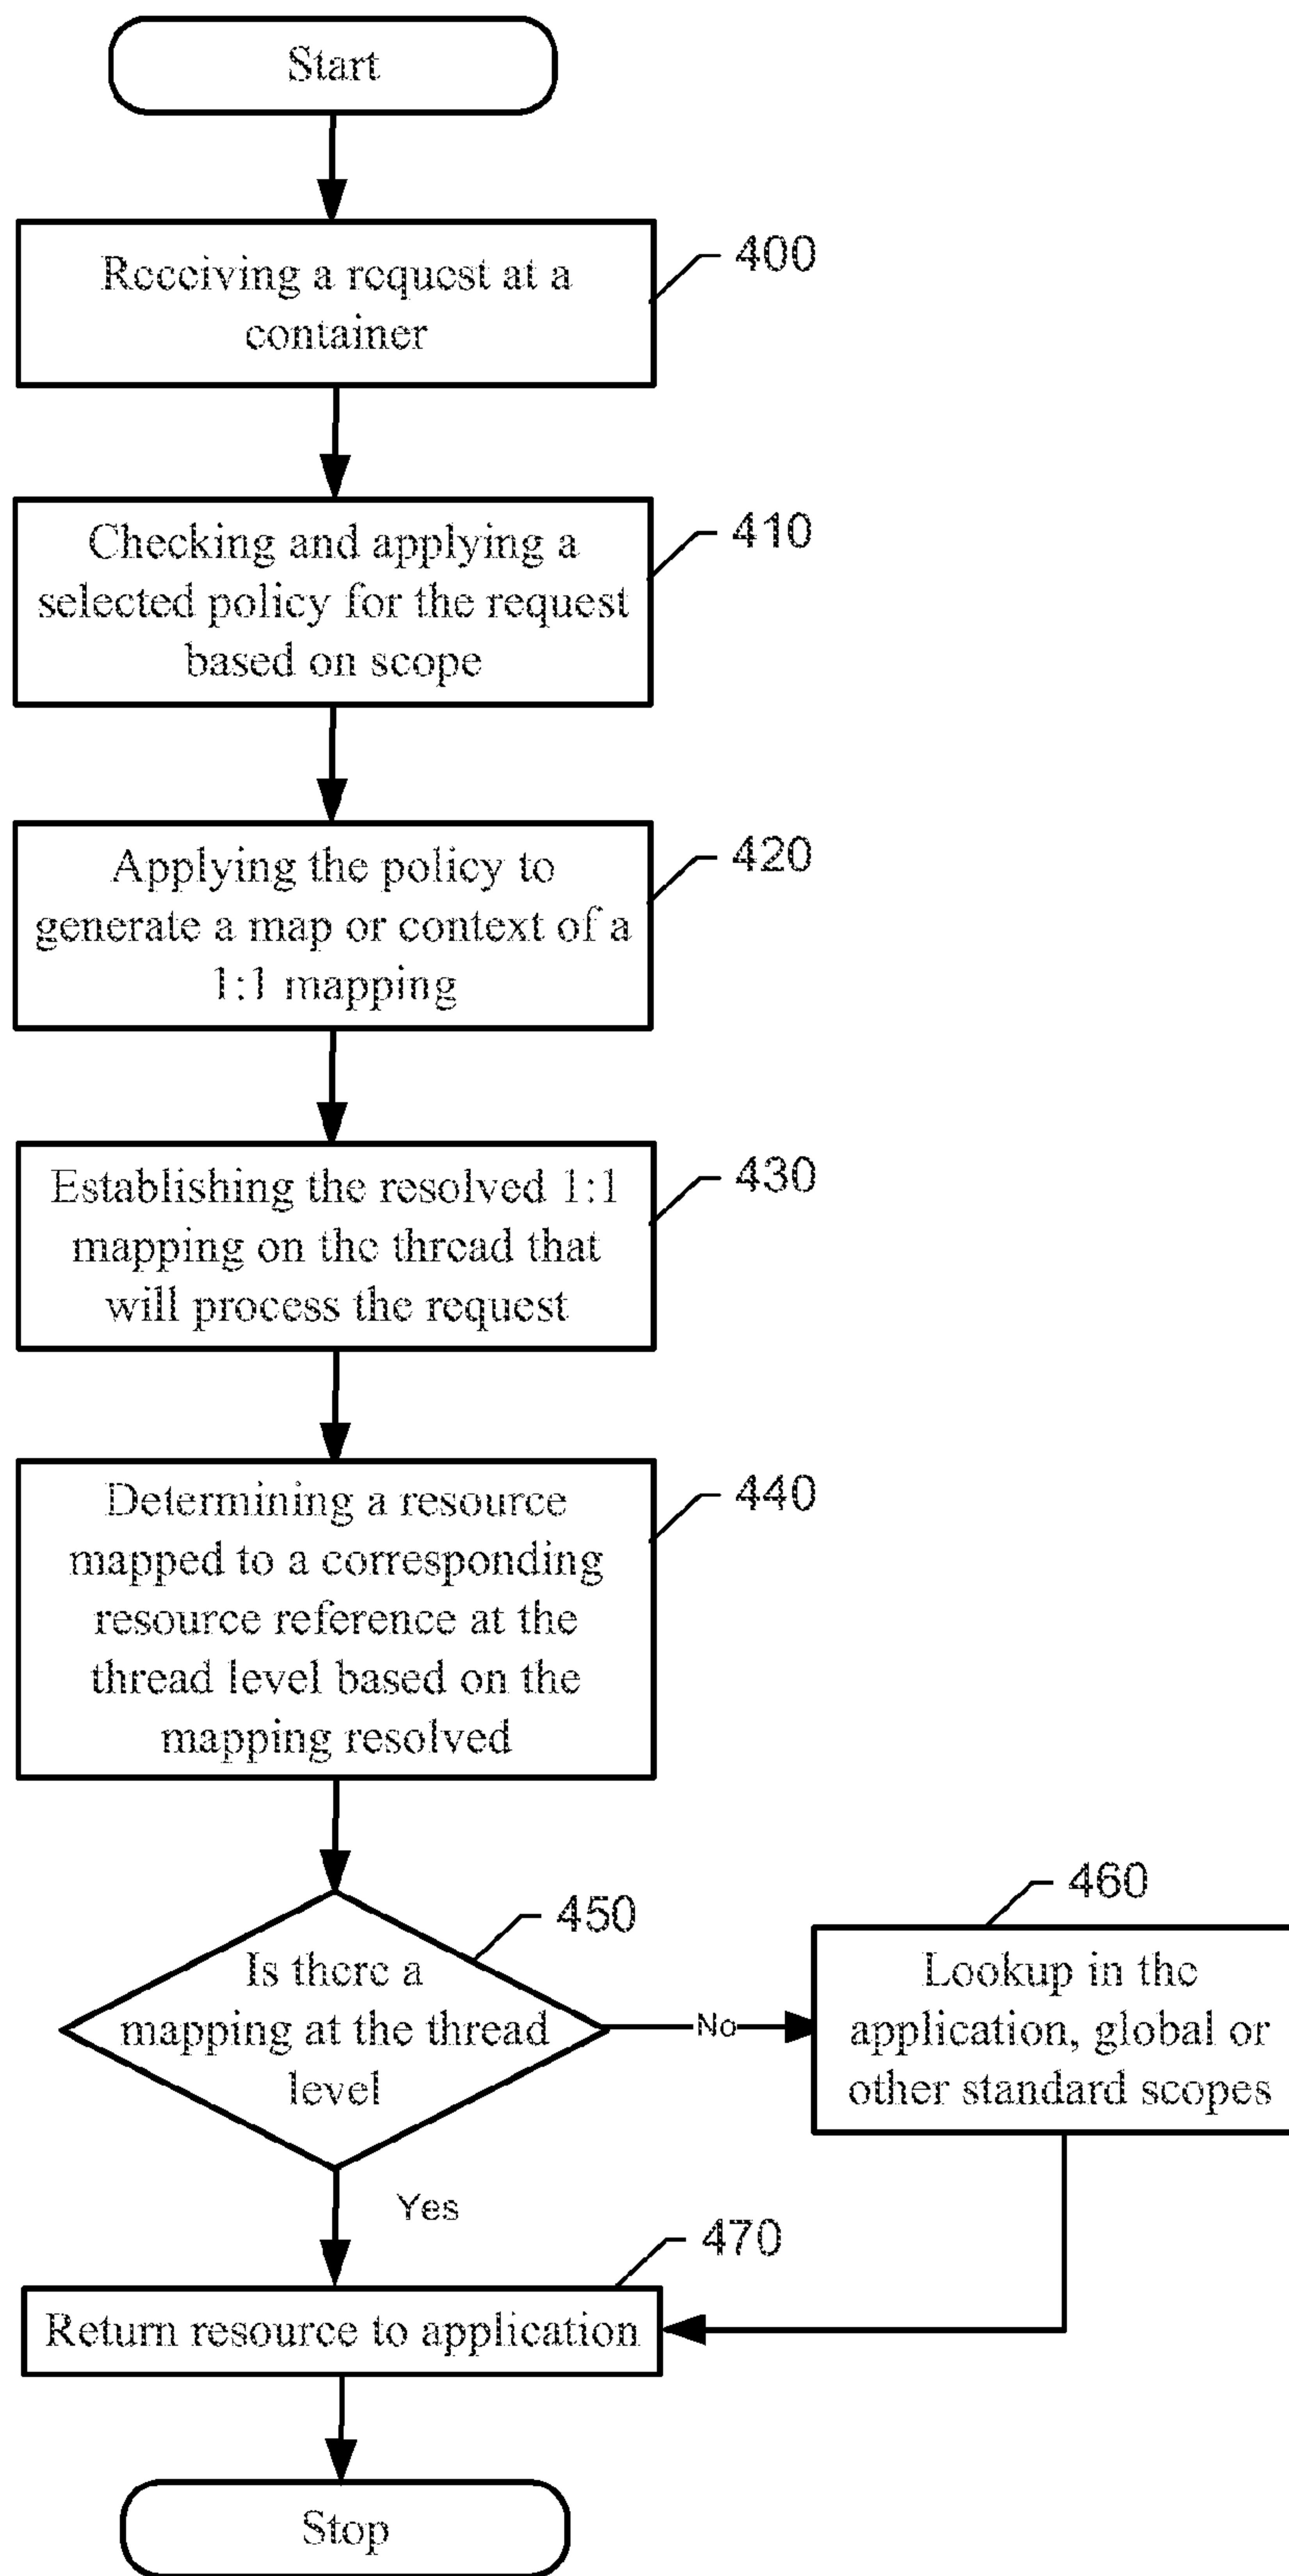 Start
Receiving a request at a
container
400
Checking and applying a
selected policy for the request
based on scope
410
Applying the policy to
generate a map or context of a
1:1 mapping
420
Establishing the resolved 1:1
mapping on the thread that
will process the request
430
Determining a resource
mapped to a corresponding
resource reference at the
thread level based on the
mapping resolved
440
Is there a
mapping at the thread
level
450
No
460
Lookup in the
application, global or
other standard scopes
Yes
470
Return resource to application
Stop